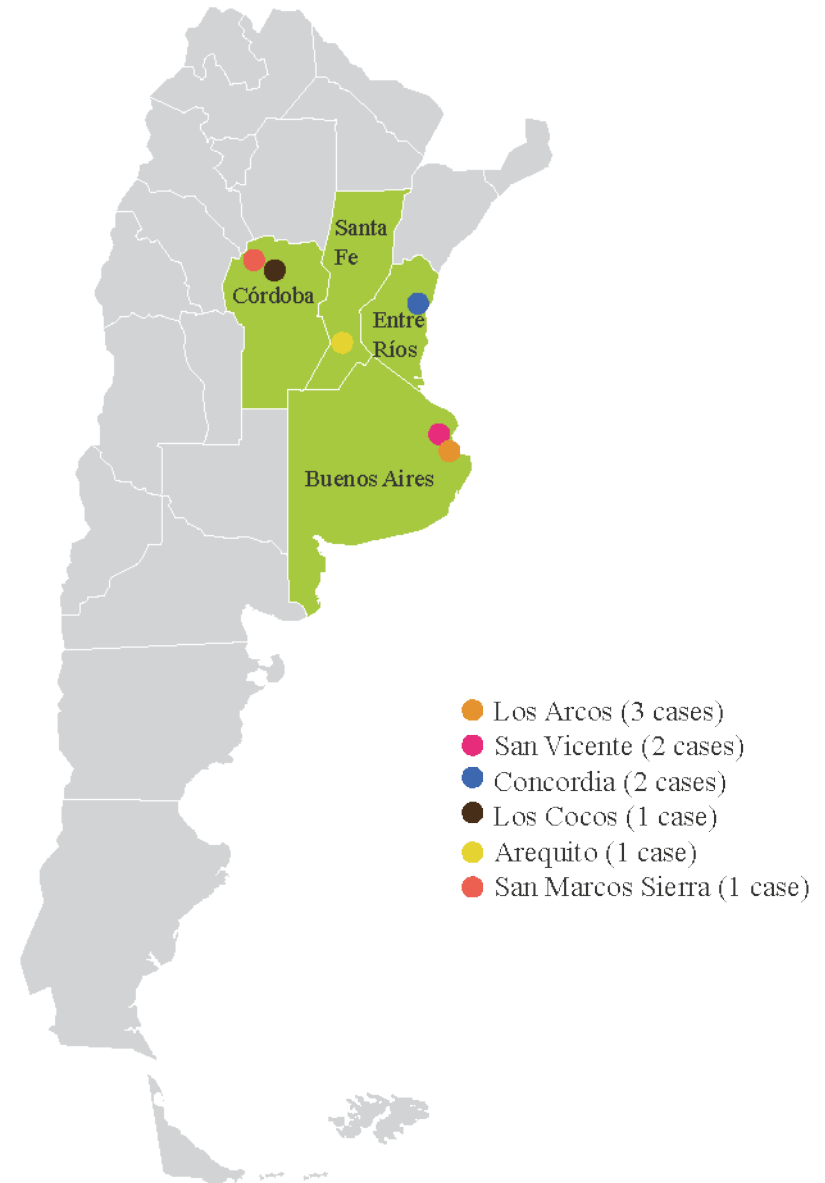 Santa
Fe
Córdoba
Entre
Ríos
Buenos Aires
Los Arcos (3 cases)
San Vicente (2 cases)
Concordia (2 cases)
Los Cocos (1 case)
Arequito (1 case)
San Marcos Sierra (1 case)